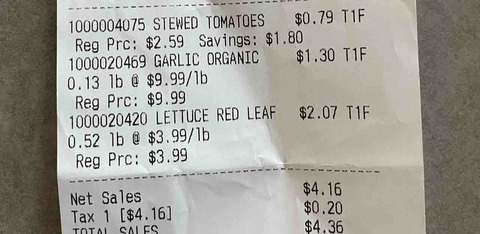 1000004075 STEWED TOMATOES $0.79 T1F
Reg Prc: $2.59 Savings: $1.80
1000020469 GARLIC ORGANIC $1.30 T1F
0.13 lb @ $9.99/lb
Reg Prc: $9.99
1000020420 LETTUCE RED LEAF $2.07 T1F
0.52 lb @ $3.99/lb
Reg Prc: $3.99
Net Sales $4.16
Tax 1 [$4.16] $0.20
TOTAL SALES $4.36